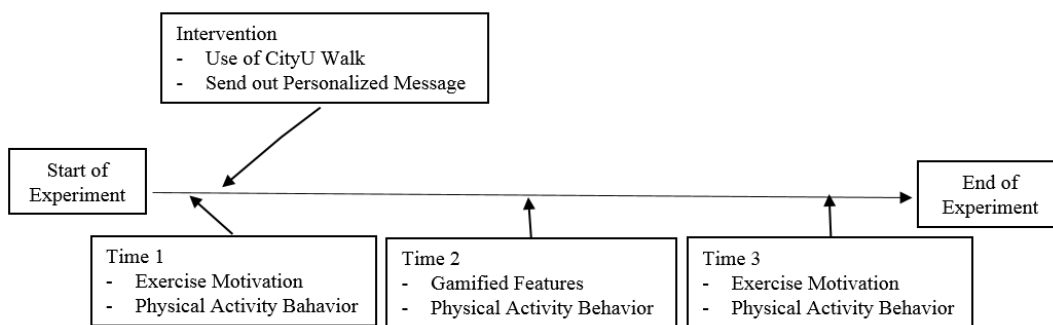 Intervention
- Use of CityU Walk
- Send out Personalized Message
Start of
Experiment
End of
Experiment
Time 1
- Exercise Motivation
- Physical Activity Bahavior
Time 2
- Gamified Features
- Physical Activity Behavior
Time 3
- Exercise Motivation
- Physical Activity Behavior